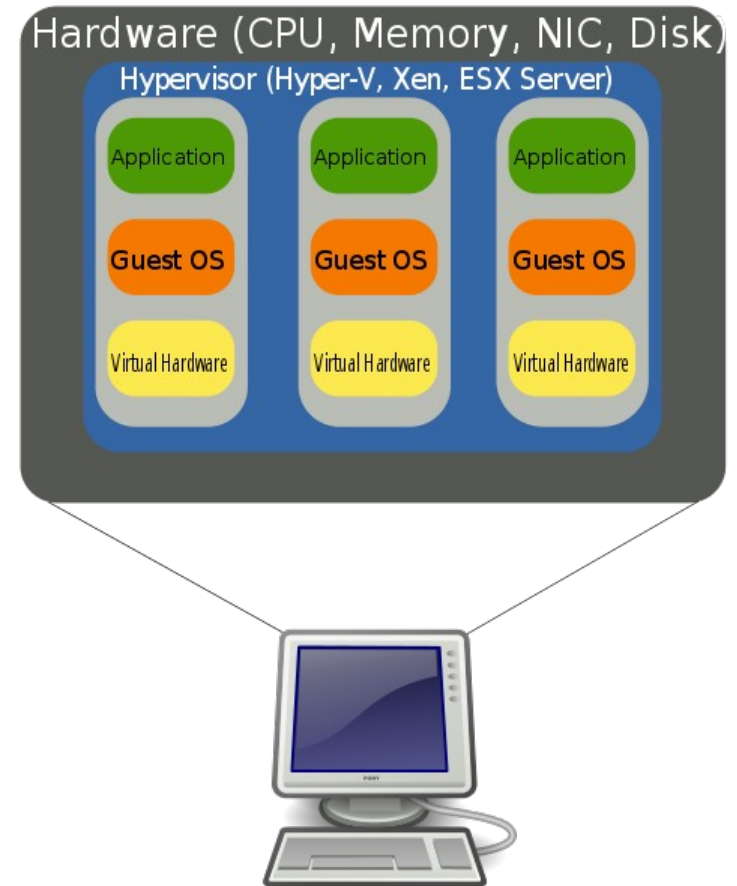 Hardware (CPU, Memory, NIC, Disk)
Hypervisor (Hyper-V, Xen, ESX Server)
Application Application Application
Guest OS Guest OS Guest OS
Virtual Hardware Virtual Hardware Virtual Hardware